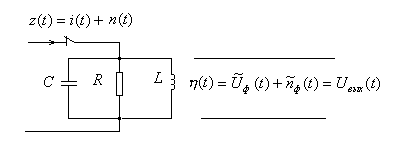 z(t) = i(t) + n(t)
C R L η(t) = Ũ_ф (t) + ñ_ф (t) = U_вых (t)